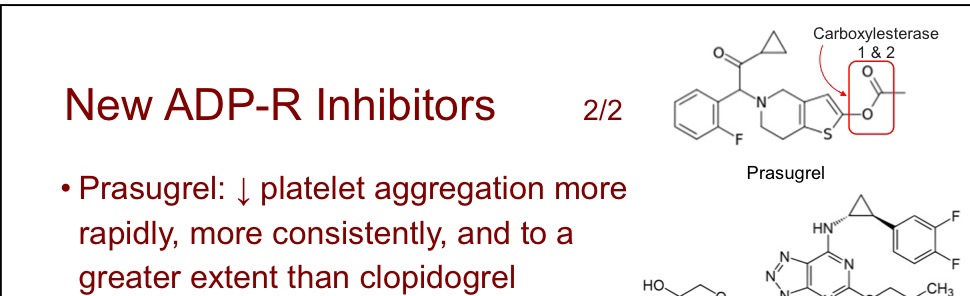 Carboxylesterase
1 & 2
New ADP-R Inhibitors 2/2
O
O
N
O
F
S
Prasugrel
• Prasugrel: ↓ platelet aggregation more
rapidly, more consistently, and to a
greater extent than clopidogrel
HN
F
F
N
N
N
N
HO
CH3